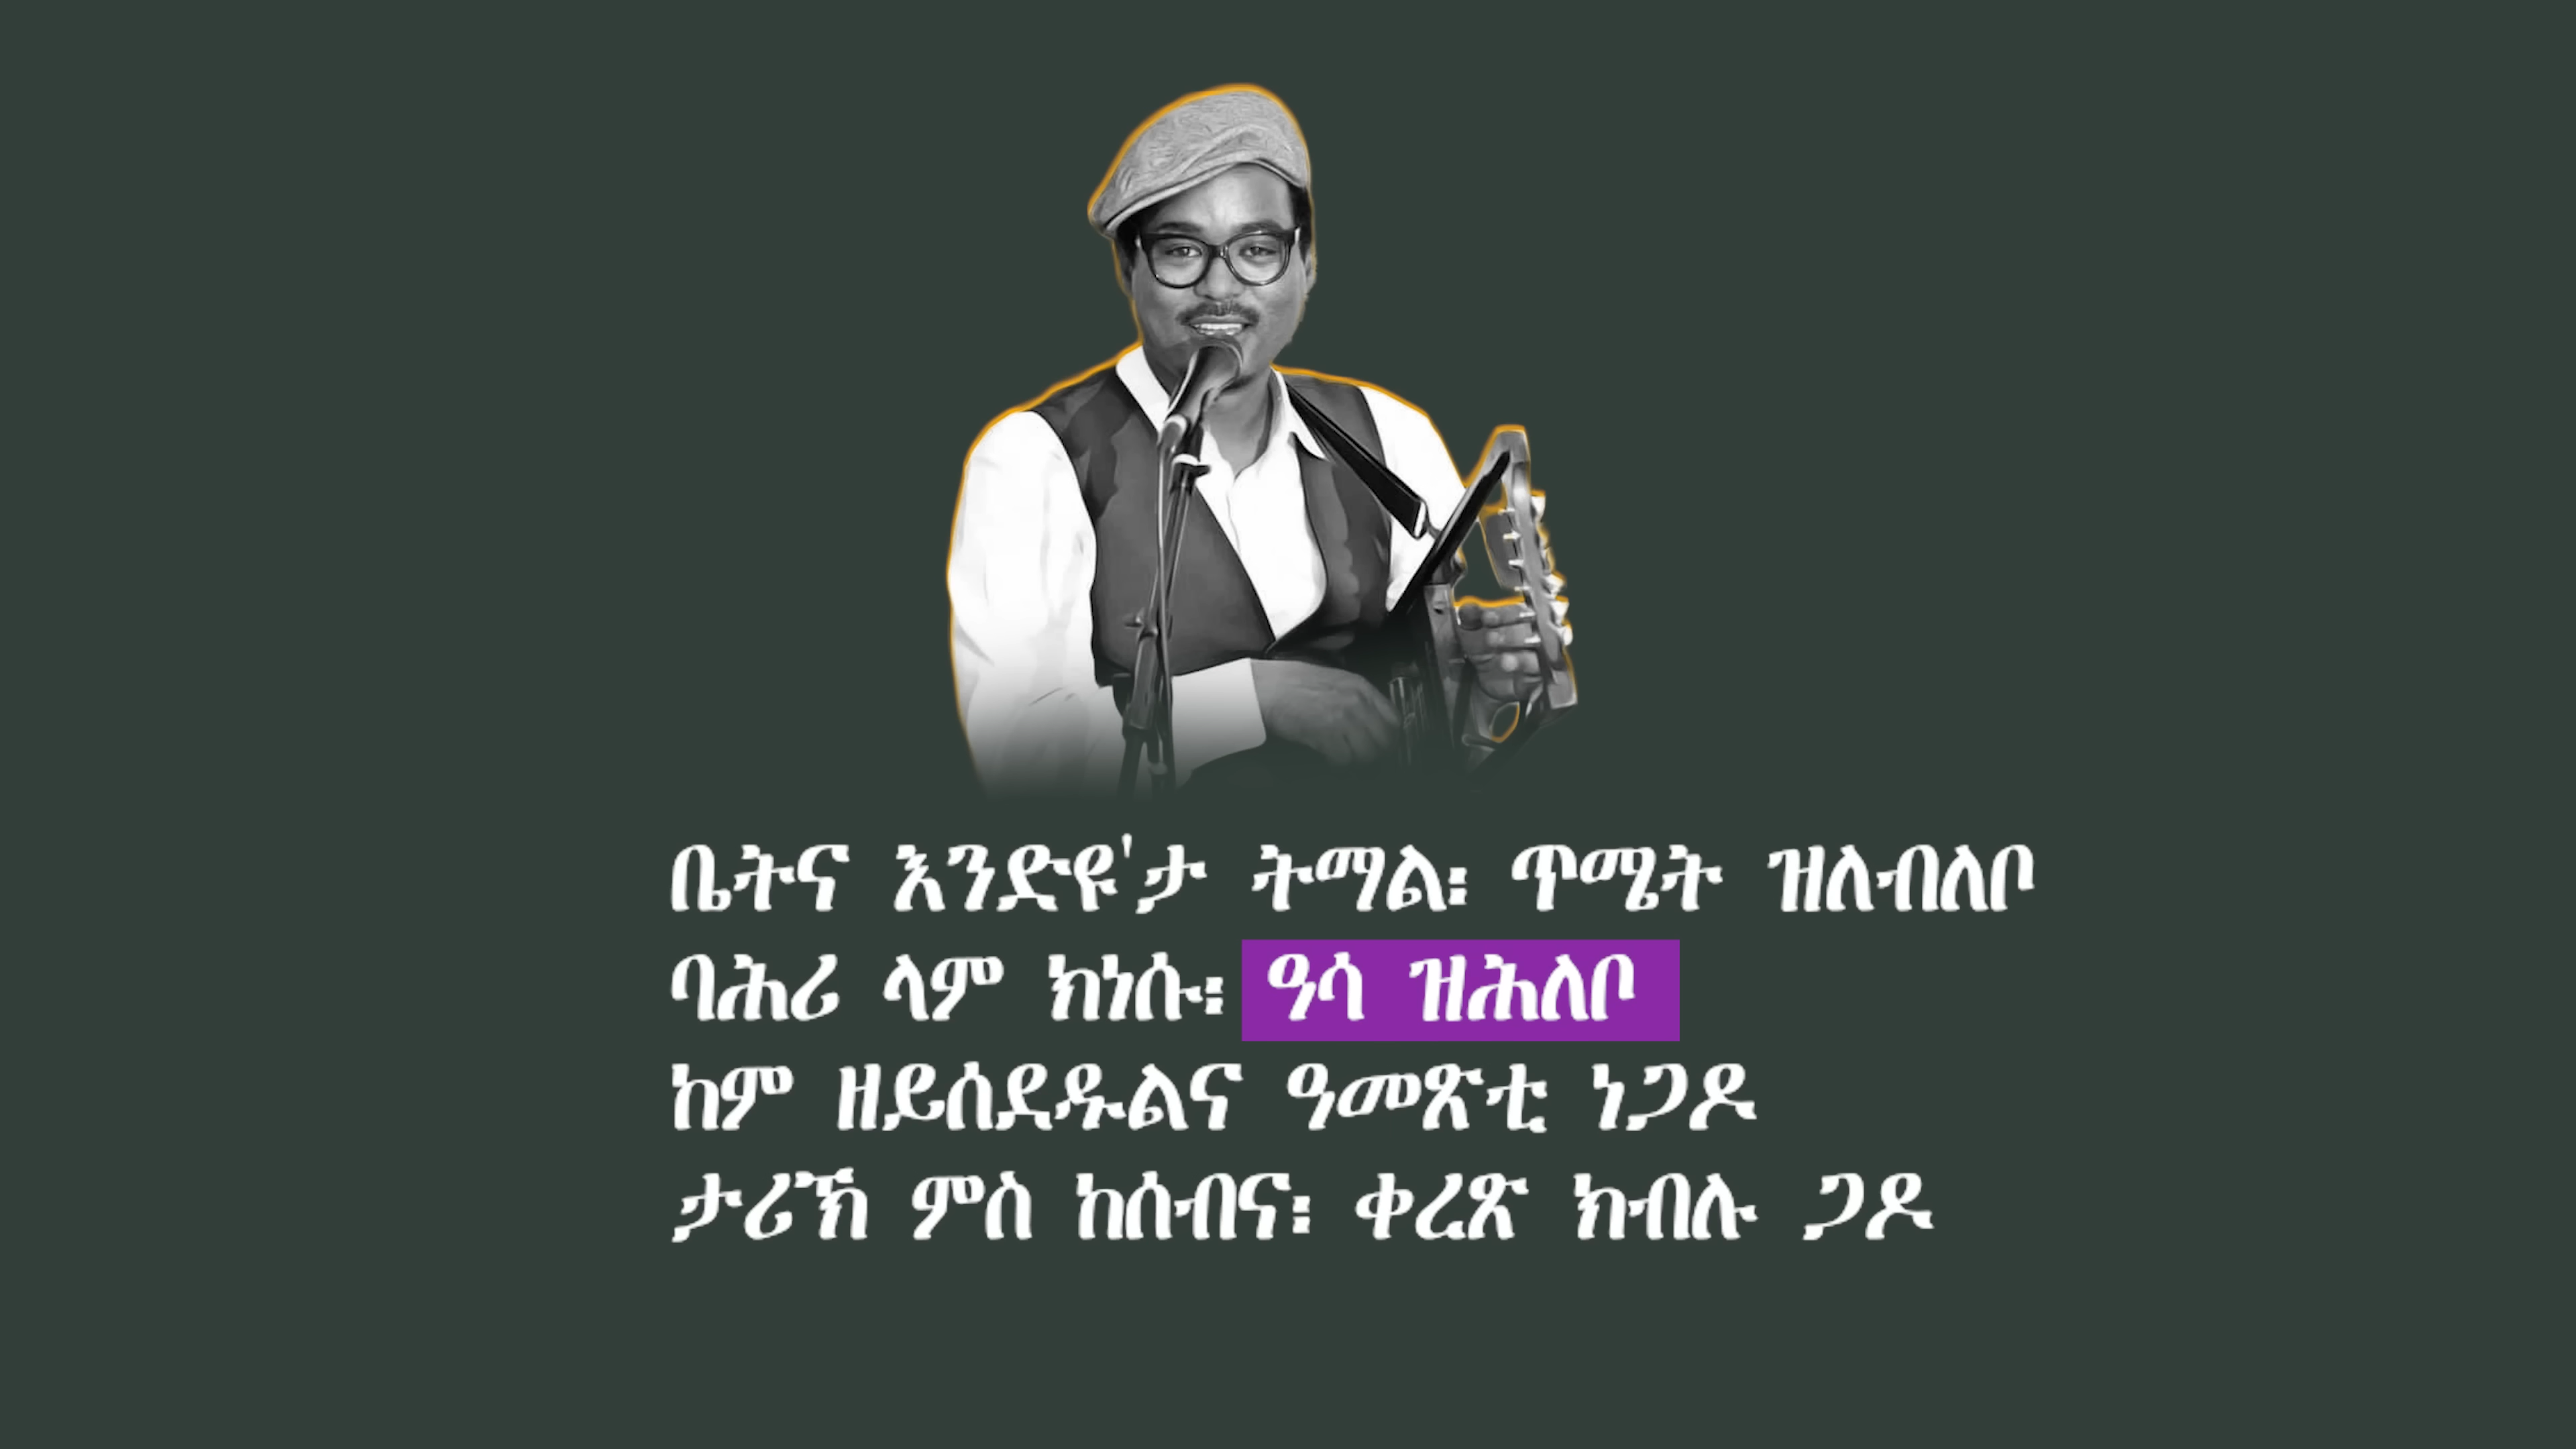 ቤትና እንድዩ'ታ ትማል፤ ጥሜት ዝለብለቦ
ባሕሪ ላም ክነሱ፤ ዓሳ ዝሕለቦ
ከም ዘይሰደዱልና ዓመጽቲ ነጋዶ
ታሪኽ ምስ ከሰብና፤ ቀረጽ ክብሉ ጋዶ